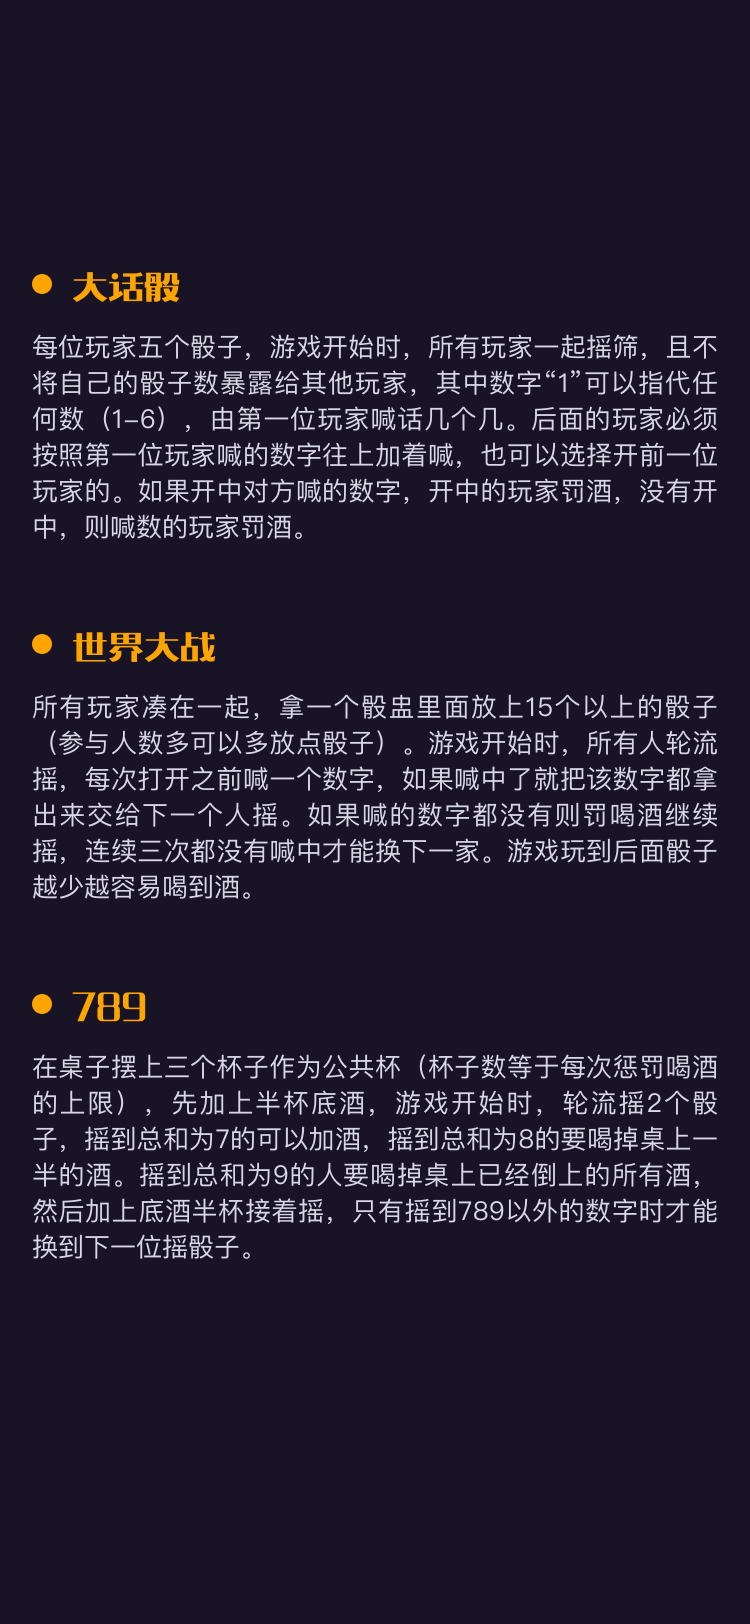 大话骰
每位玩家五个骰子，游戏开始时，所有玩家一起摇筛，且不
将自己的骰子数暴露给其他玩家，其中数字“1”可以指代任
何数（1-6），由第一位玩家喊话几个几。后面的玩家必须
按照第一位玩家喊的数字往上加着喊，也可以选择开前一位
玩家的。如果开中对方喊的数字，开中的玩家罚酒，没有开
中，则喊数的玩家罚酒。
世界大战
所有玩家凑在一起，拿一个骰盅里面放上15个以上的骰子
（参与人数多可以多放点骰子）。游戏开始时，所有人轮流
摇，每次打开之前喊一个数字，如果喊中了就把该数字都拿
出来交给下一个人摇。如果喊的数字都没有则罚喝酒继续
摇，连续三次都没有喊中才能换下一家。游戏玩到后面骰子
越少越容易喝到酒。
789
在桌子摆上三个杯子作为公共杯（杯子数等于每次惩罚喝酒
的上限），先加上半杯底酒，游戏开始时，轮流摇2个骰
子，摇到总和为7的可以加酒，摇到总和为8的要喝掉桌上一
半的酒。摇到总和为9的人要喝掉桌上已经倒上的所有酒，
然后加上底酒半杯接着摇，只有摇到789以外的数字时才能
换到下一位摇骰子。